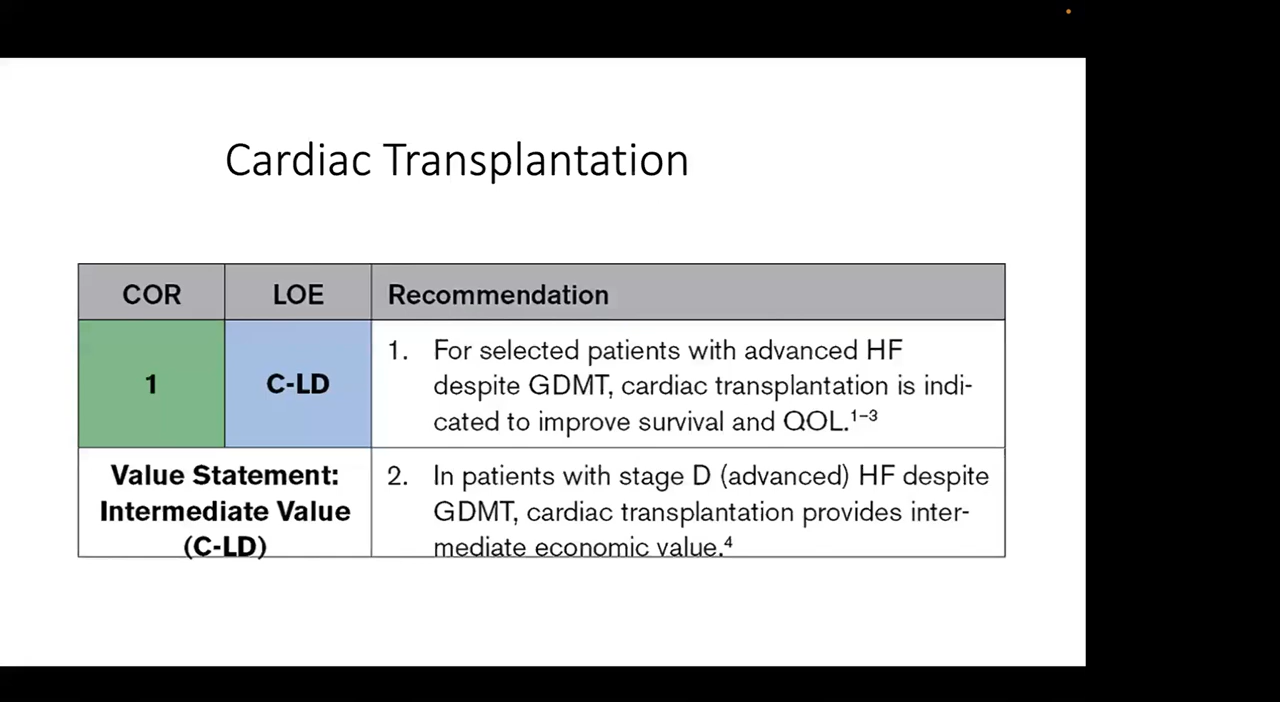 Cardiac Transplantation
COR LOE Recommendation
1 C-LD
1. For selected patients with advanced HF
despite GDMT, cardiac transplantation is indi-
cated to improve survival and QOL.¹⁻³
Value Statement:
Intermediate Value
(C-LD)
2. In patients with stage D (advanced) HF despite
GDMT, cardiac transplantation provides inter-
mediate economic value.⁴